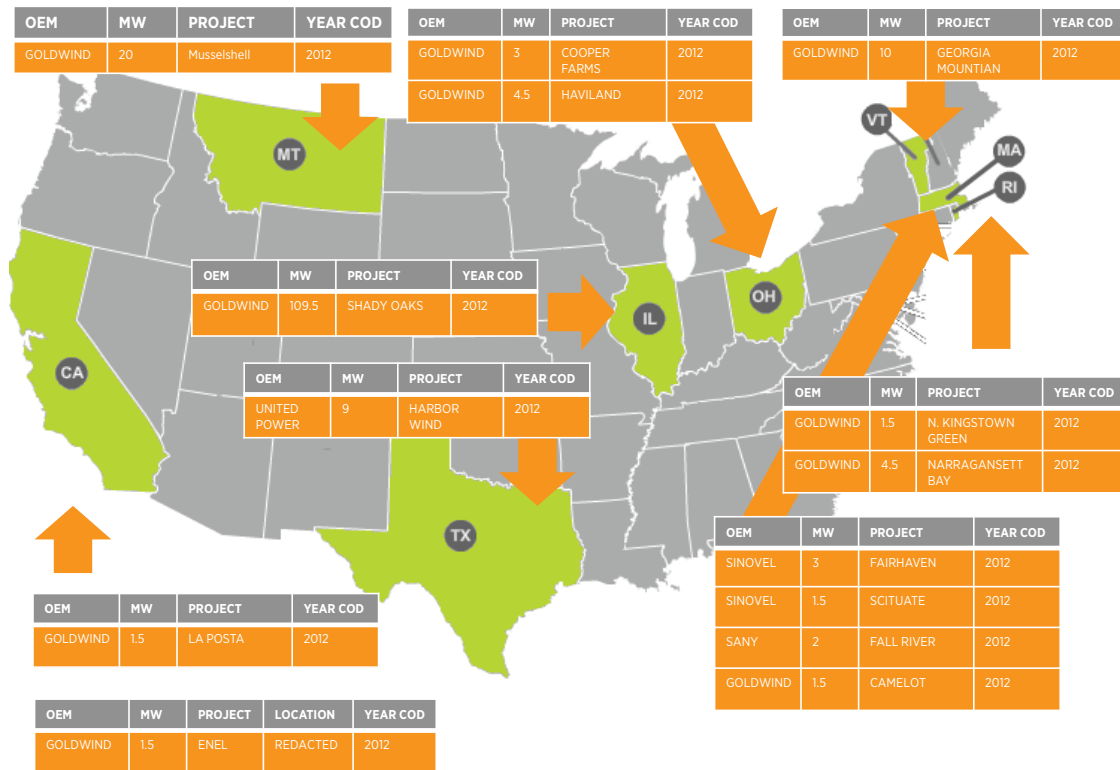 OEM MW PROJECT YEAR COD
GOLDWIND 20 Musselshell 2012
OEM MW PROJECT YEAR COD
GOLDWIND 3 COOPER 2012
FARMS
GOLDWIND 4.5 HAVILAND 2012
OEM MW PROJECT YEAR COD
GOLDWIND 10 GEORGIA 2012
MOUNTIAN
VT
MT
MA
RI
OEM MW PROJECT YEAR COD
GOLDWIND 109.5 SHADY OAKS 2012
OH
IL
CA
OEM MW PROJECT YEAR COD
UNITED 9 HARBOR 2012
POWER WIND
OEM MW PROJECT YEAR COD
GOLDWIND 1.5 N. KINGSTOWN 2012
GREEN
GOLDWIND 4.5 NARRAGANSETT 2012
BAY
TX
OEM MW PROJECT YEAR COD
SINOVEL 3 FAIRHAVEN 2012
SINOVEL 1.5 SCITUATE 2012
SANY 2 FALL RIVER 2012
GOLDWIND 1.5 CAMELOT 2012
OEM MW PROJECT YEAR COD
GOLDWIND 1.5 LA POSTA 2012
OEM MW PROJECT LOCATION YEAR COD
GOLDWIND 1.5 ENEL REDACTED 2012